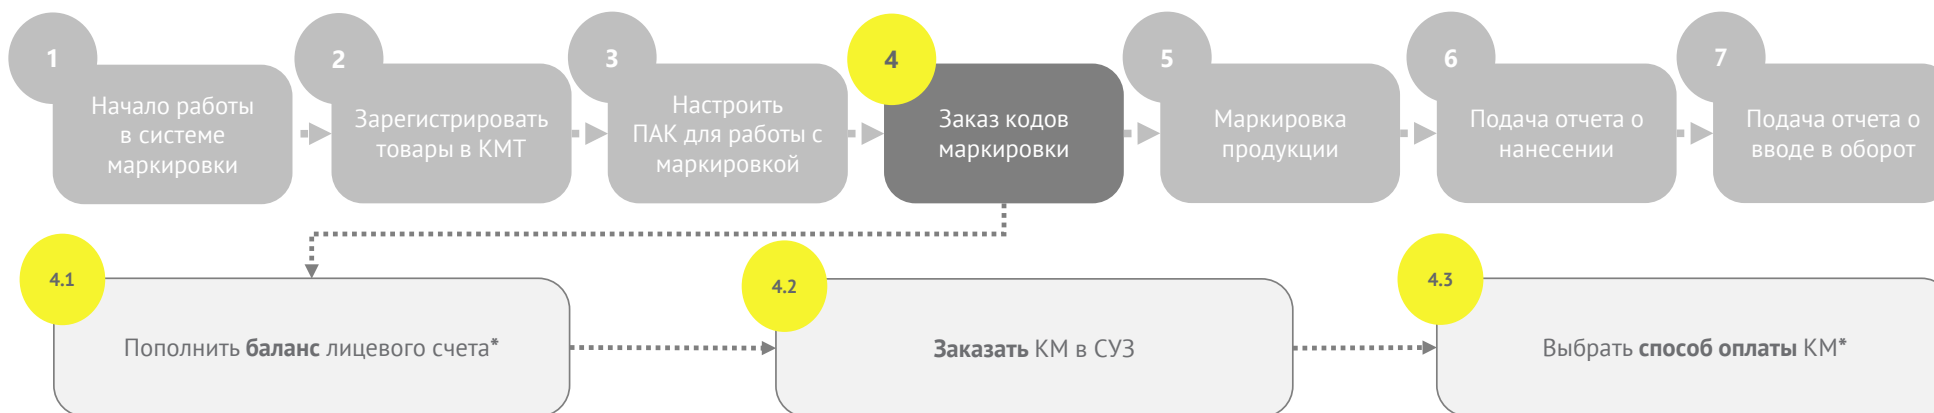 1
Начало работы
в системе
маркировки
2
Зарегистрировать
товары в КМТ
3
Настроить
ПАК для работы с
маркировкой
4
Заказ кодов
маркировки
5
Маркировка
продукции
6
Подача отчета о
нанесении
7
Подача отчета о
вводе в оборот
4.1
Пополнить баланс лицевого счета*
4.2
Заказать КМ в СУЗ
4.3
Выбрать способ оплаты КМ*